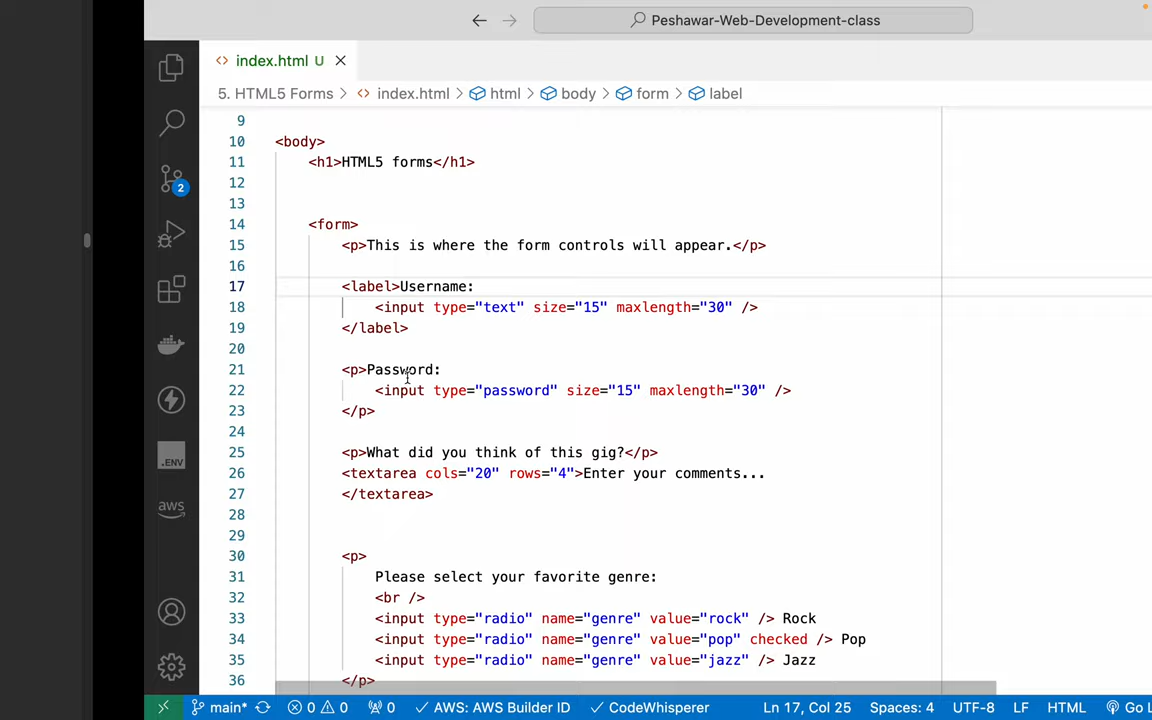 Peshawar-Web-Development-class
index.html U
5. HTML5 Forms > index.html > html > body > form > label
9
10 <body>
11 <h1>HTML5 forms</h1>
12
13
14 <form>
15 <p>This is where the form controls will appear.</p>
16
17 <label>Username:
18 <input type="text" size="15" maxlength="30" />
19 </label>
20
21 <p>Password:
22 <input type="password" size="15" maxlength="30" />
23 </p>
24
25 <p>What did you think of this gig?</p>
26 <textarea cols="20" rows="4">Enter your comments...
27 </textarea>
28
29
30 <p>
31 Please select your favorite genre:
32 <br />
33 <input type="radio" name="genre" value="rock" /> Rock
34 <input type="radio" name="genre" value="pop" checked /> Pop
35 <input type="radio" name="genre" value="jazz" /> Jazz
36 </p>
2
.ENV
aws
main* 0 0 0 AWS: AWS Builder ID CodeWhisperer Ln 17, Col 25 Spaces: 4 UTF-8 LF HTML Go L